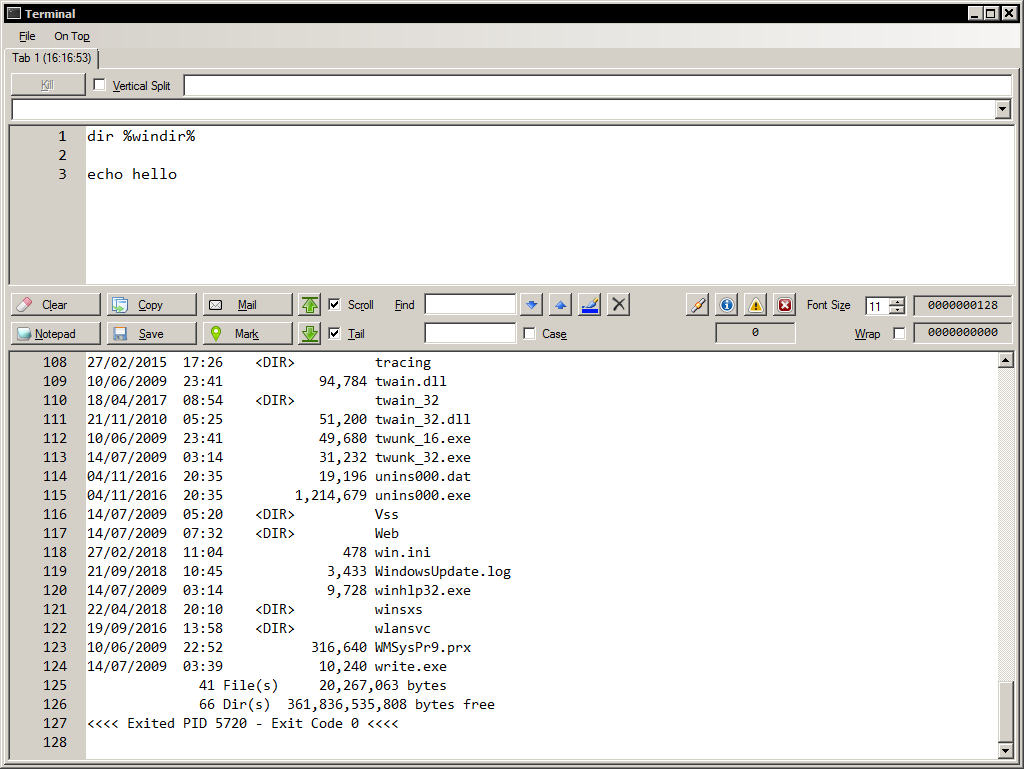 Terminal
File On Top
Tab 1 (16:16:53)
Kill Vertical Split
1 dir %windir%
2
3 echo hello
Clear Copy Mail Scroll Find Font Size 11 0000000128
Notepad Save Mark Tail Case 0 Wrap 0000000000
108 27/02/2015 17:26 <DIR> tracing
109 10/06/2009 23:41 94,784 twain.dll
110 18/04/2017 08:54 <DIR> twain_32
111 21/11/2010 05:25 51,200 twain_32.dll
112 10/06/2009 23:41 49,680 twunk_16.exe
113 14/07/2009 03:14 31,232 twunk_32.exe
114 04/11/2016 20:35 19,196 unins000.dat
115 04/11/2016 20:35 1,214,679 unins000.exe
116 14/07/2009 05:20 <DIR> Vss
117 14/07/2009 07:32 <DIR> Web
118 27/02/2018 11:04 478 win.ini
119 21/09/2018 10:45 3,433 WindowsUpdate.log
120 14/07/2009 03:14 9,728 winhlp32.exe
121 22/04/2018 20:10 <DIR> winsxs
122 19/09/2016 13:58 <DIR> wlansvc
123 10/06/2009 22:52 316,640 WMSysPr9.prx
124 14/07/2009 03:39 10,240 write.exe
125 41 File(s) 20,267,063 bytes
126 66 Dir(s) 361,836,535,808 bytes free
127 <<<< Exited PID 5720 - Exit Code 0 <<<<
128